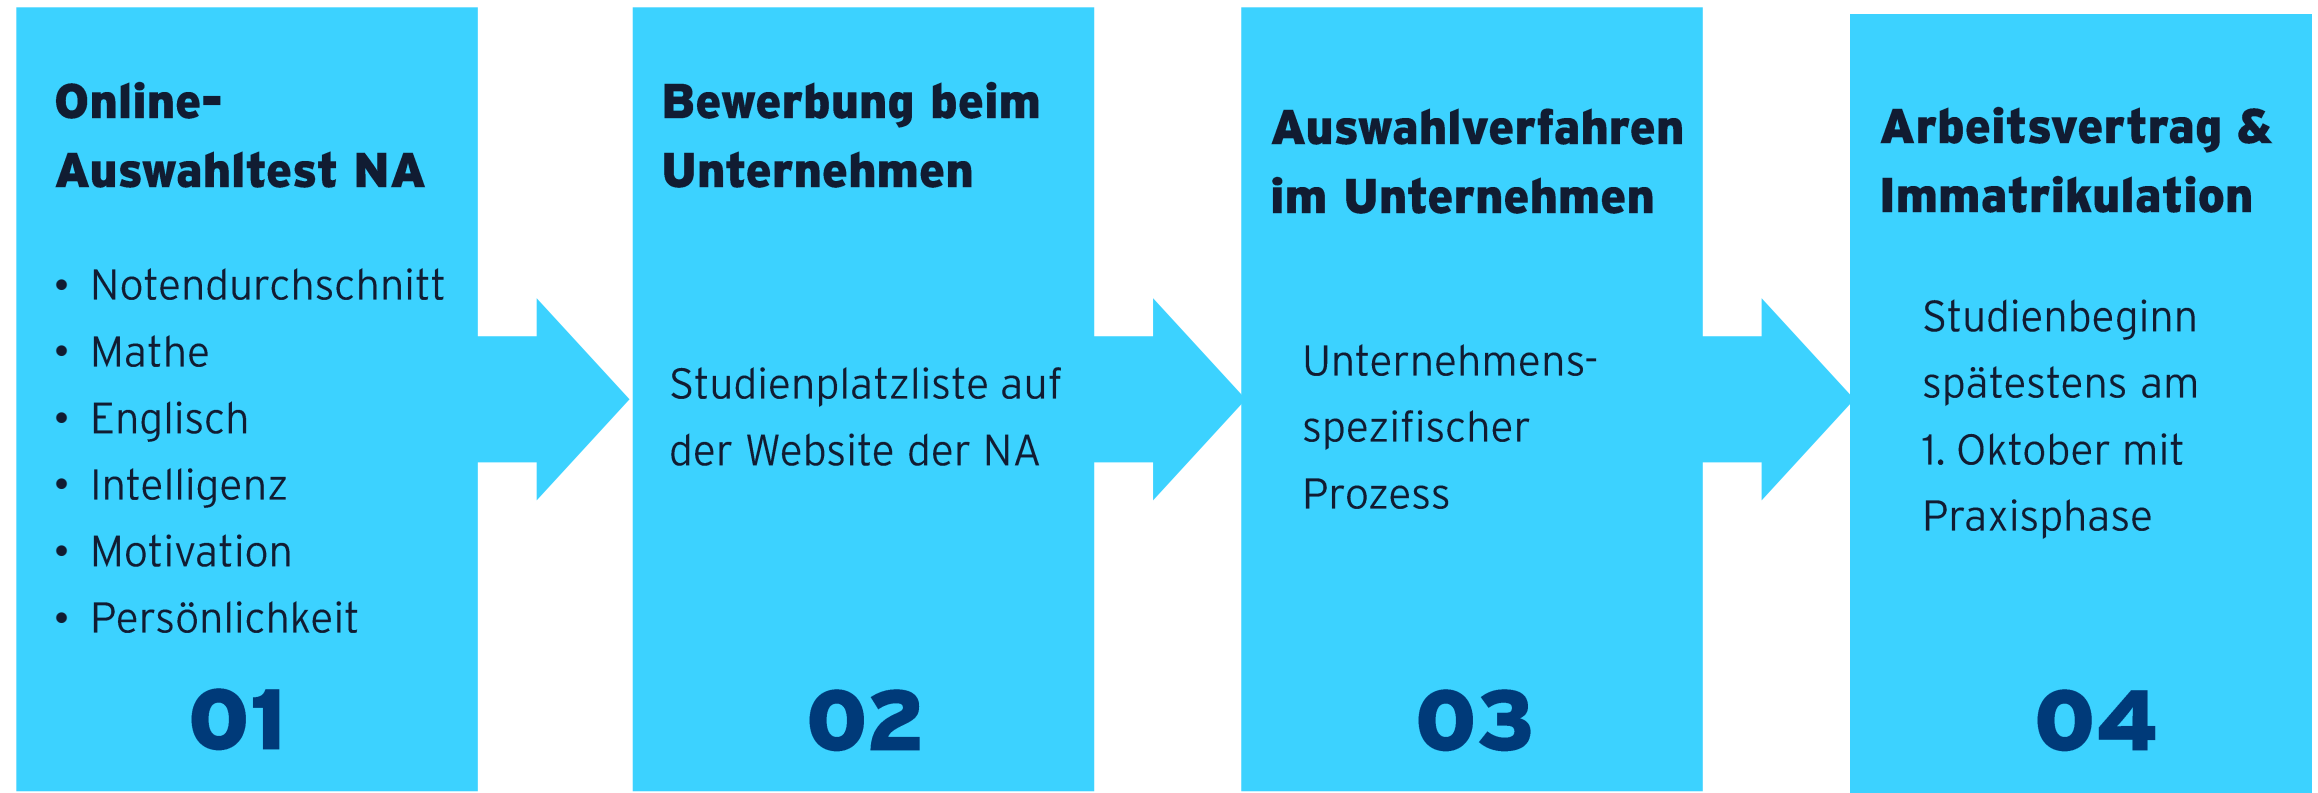 Online-
Auswahltest NA
• Notendurchschnitt
• Mathe
• Englisch
• Intelligenz
• Motivation
• Persönlichkeit
01
Bewerbung beim
Unternehmen
Studienplatzliste auf
der Website der NA
02
Auswahlverfahren
im Unternehmen
Unternehmens-
spezifischer
Prozess
03
Arbeitsvertrag &
Immatrikulation
Studienbeginn
spätestens am
1. Oktober mit
Praxisphase
04